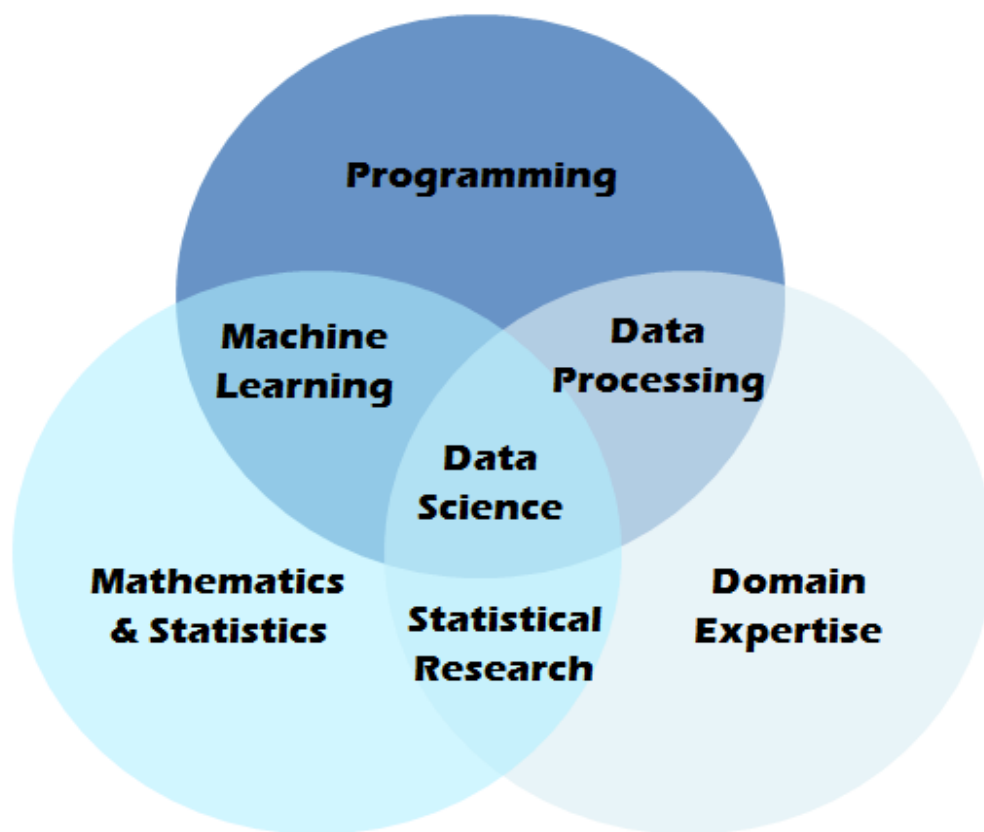 Programming
Machine
Learning
Data
Processing
Data
Science
Mathematics
& Statistics
Statistical
Research
Domain
Expertise